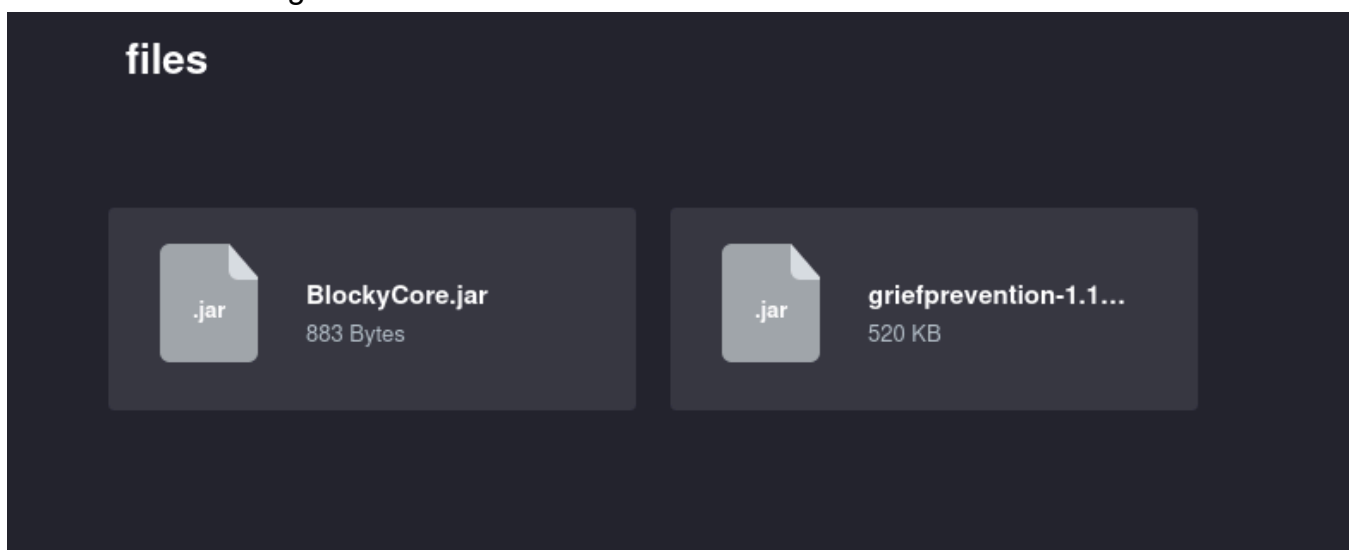 files
.jar
BlockyCore.jar
883 Bytes
.jar
griefprevention-1.1...
520 KB